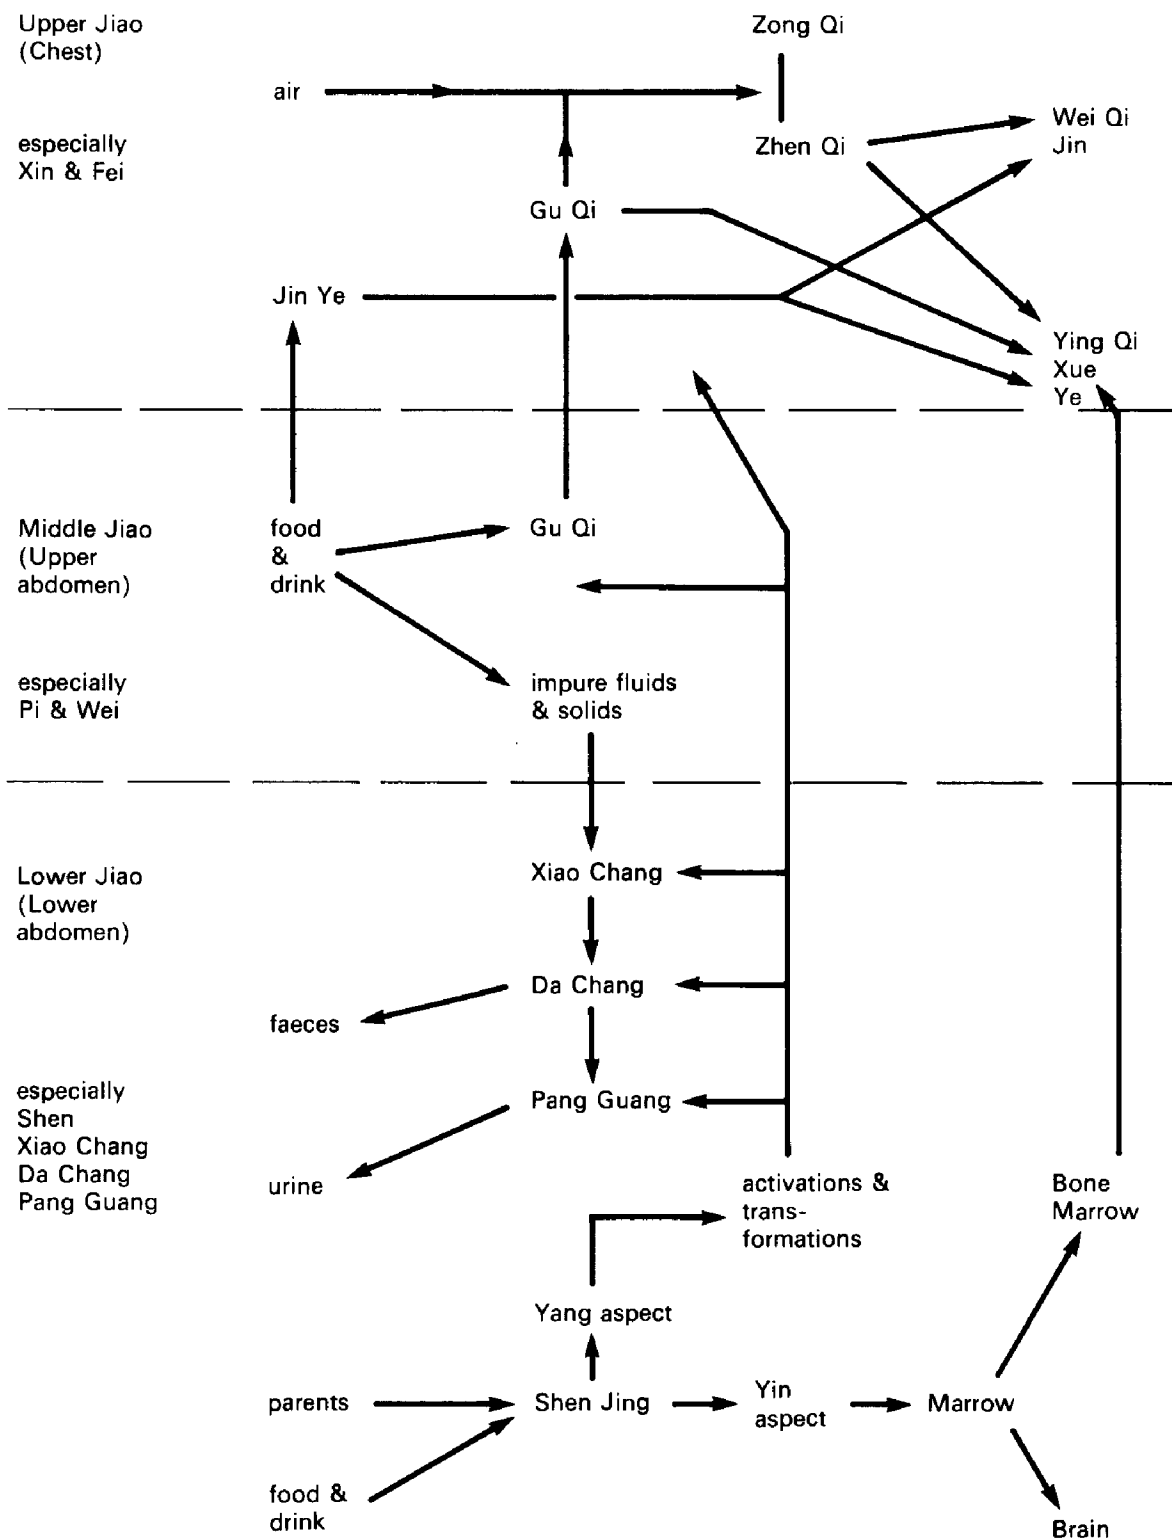 Upper Jiao
(Chest)
Zong Qi
air
Wei Qi
Jin
especially
Xin & Fei
Zhen Qi
Gu Qi
Jin Ye
Ying Qi
Xue
Ye
Middle Jiao
(Upper
abdomen)
food
&
drink
Gu Qi
especially
Pi & Wei
impure fluids
& solids
Lower Jiao
(Lower
abdomen)
Xiao Chang
Da Chang
faeces
especially
Shen
Xiao Chang
Da Chang
Pang Guang
Pang Guang
urine
activations &
trans-
formations
Bone
Marrow
Yang aspect
parents
Shen Jing
Yin
aspect
Marrow
food &
drink
Brain